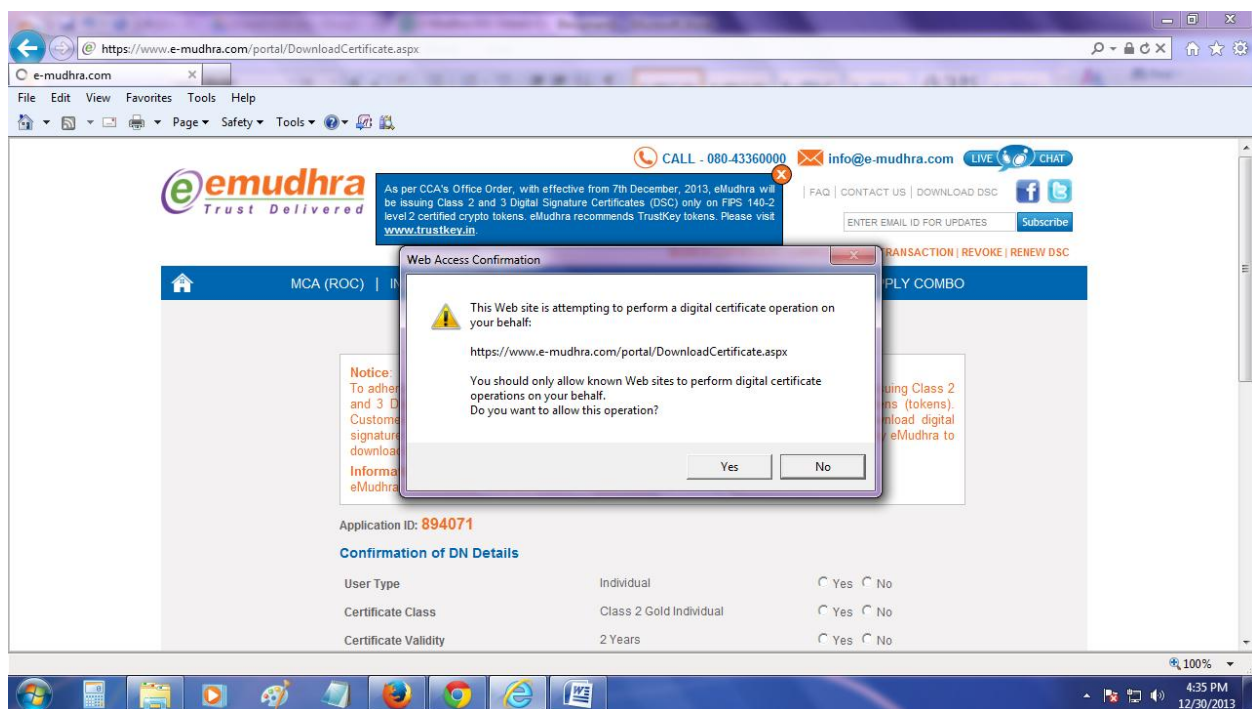 https://www.e-mudhra.com/portal/DownloadCertificate.aspx
e-mudhra.com
File Edit View Favorites Tools Help
Page Safety Tools
CALL - 080-43360000 info@e-mudhra.com LIVE CHAT
emudhra
Trust Delivered
As per CCA's Office Order, with effective from 7th December, 2013, eMudhra will
be issuing Class 2 and 3 Digital Signature Certificates (DSC) only on FIPS 140-2
level 2 certified crypto tokens. eMudhra recommends TrustKey tokens. Please visit
www.trustkey.in.
FAQ | CONTACT US | DOWNLOAD DSC
ENTER EMAIL ID FOR UPDATES Subscribe
TRANSACTION | REVOKE | RENEW DSC
MCA (ROC) | PLY COMBO
Web Access Confirmation
This Web site is attempting to perform a digital certificate operation on
your behalf:
https://www.e-mudhra.com/portal/DownloadCertificate.aspx
You should only allow known Web sites to perform digital certificate
operations on your behalf.
Do you want to allow this operation?
Yes No
Notice:
To adher uing Class 2
and 3 D ns (tokens).
Custome nload digital
signature y eMudhra to
download
Informa
eMudhra
Application ID: 894071
Confirmation of DN Details
User Type Individual Yes No
Certificate Class Class 2 Gold Individual Yes No
Certificate Validity 2 Years Yes No
100%
4:35 PM
12/30/2013